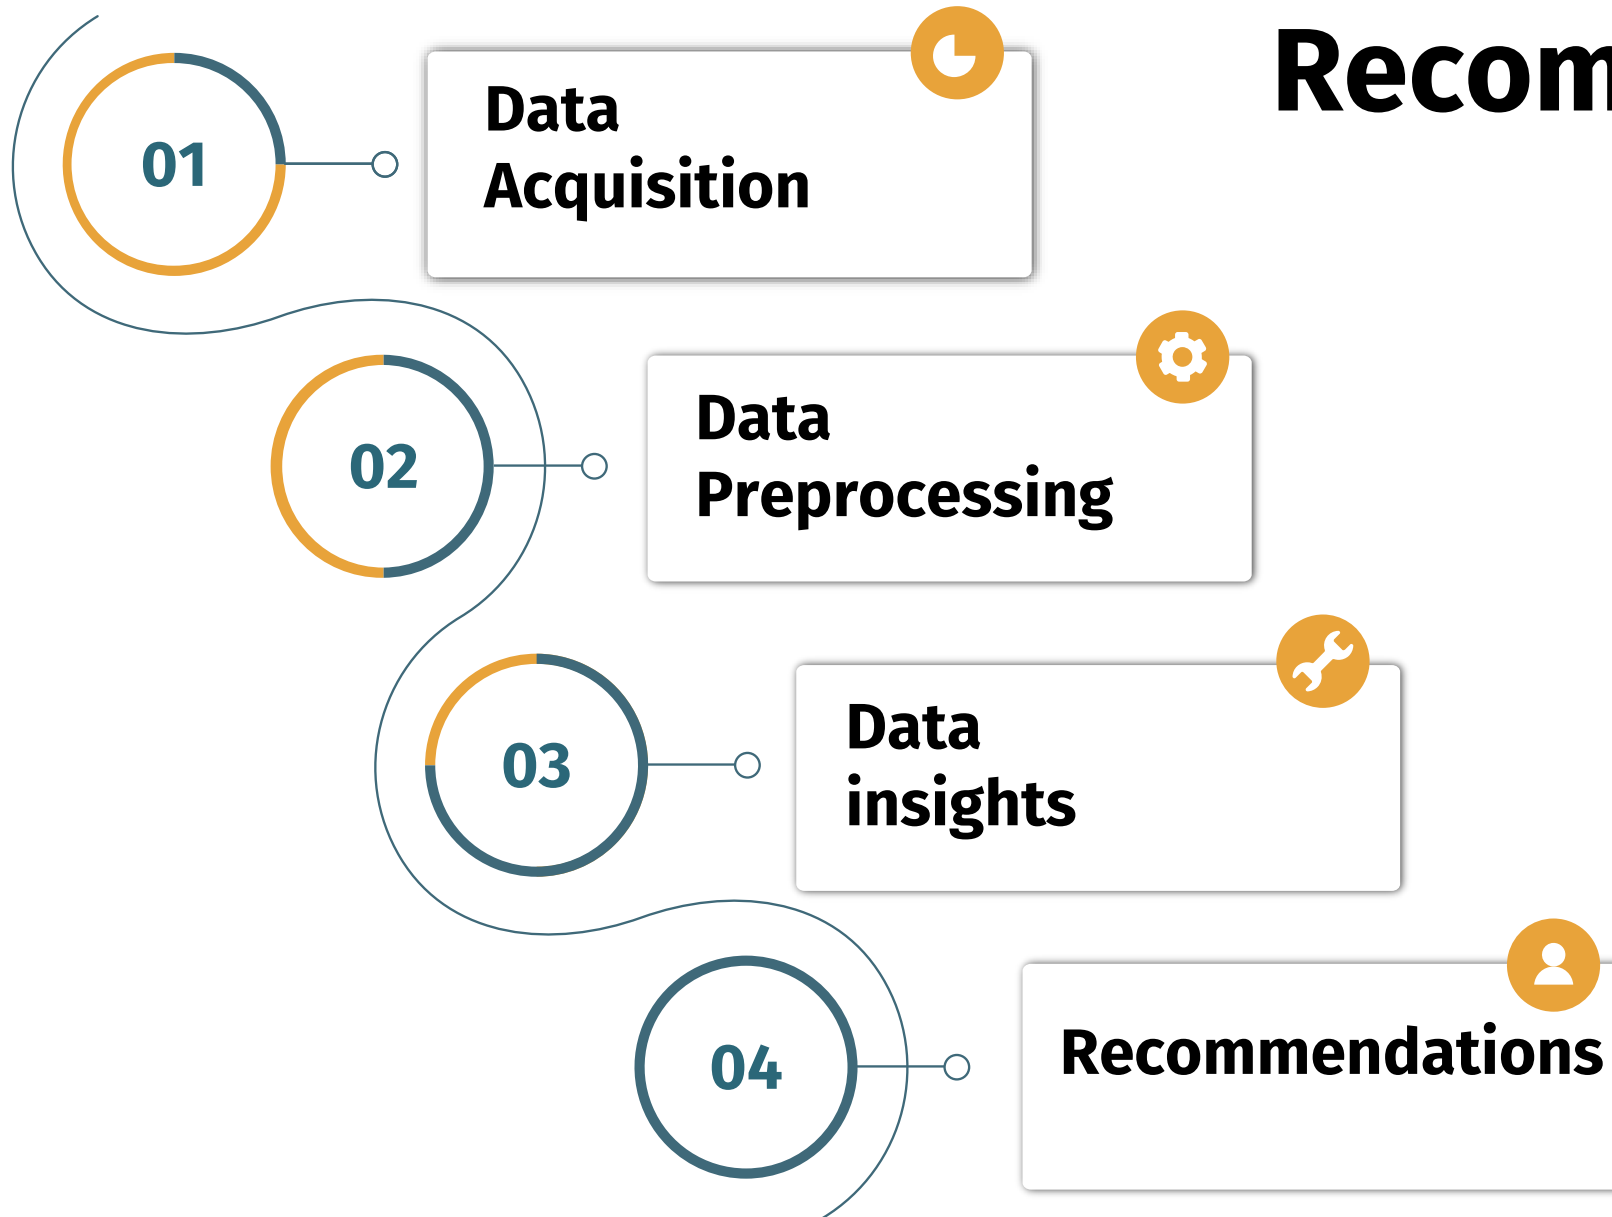 Recom
01
Data
Acquisition
02
Data
Preprocessing
03
Data
insights
04
Recommendations